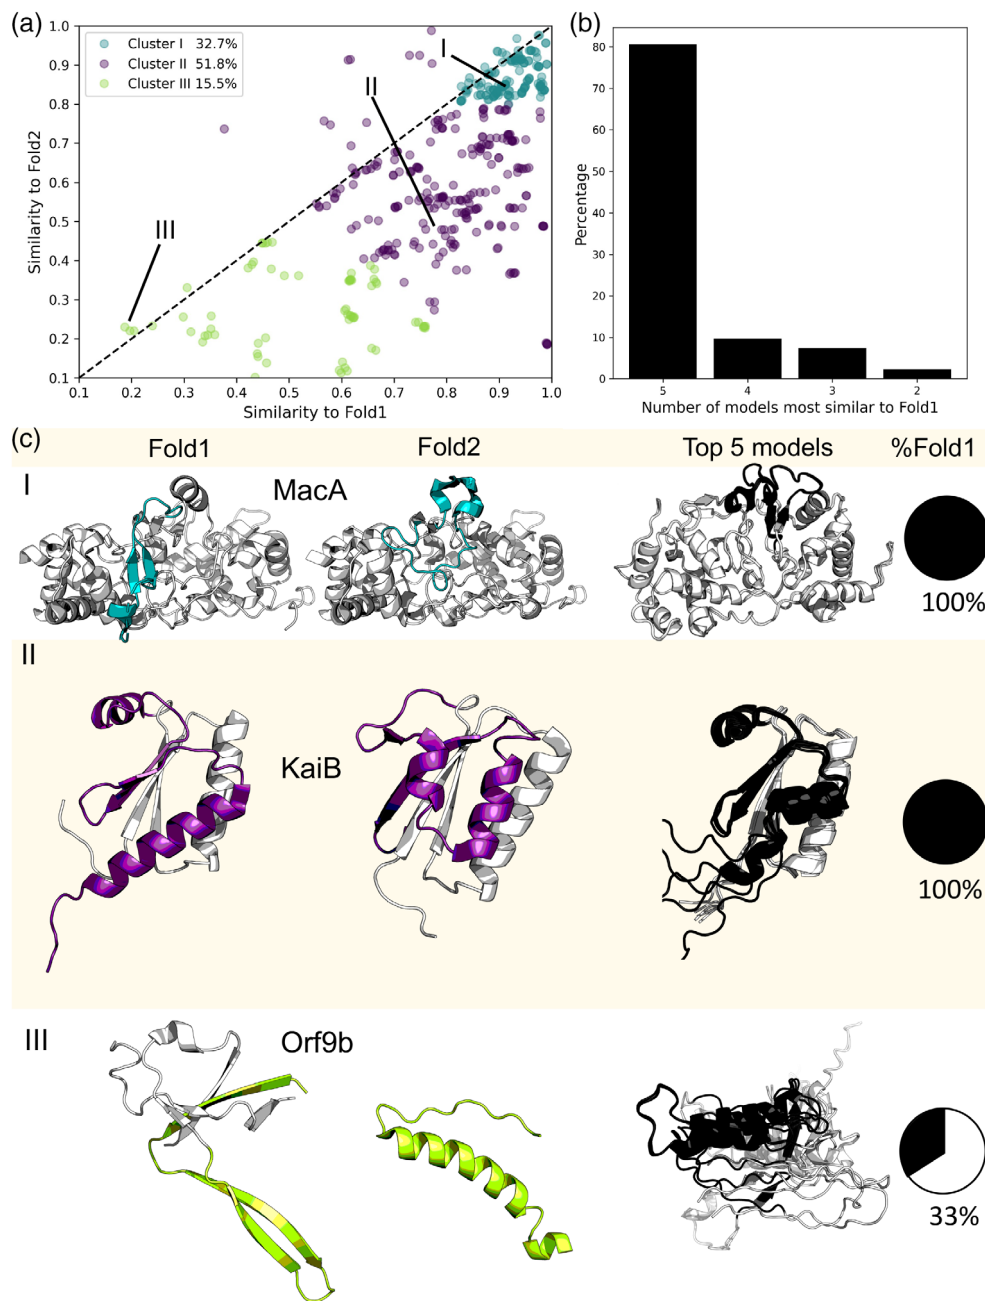 (a)
Similarity to Fold2
1.0
0.9
0.8
0.7
0.6
0.5
0.4
0.3
0.2
0.1
Cluster I 32.7%
Cluster II 51.8%
Cluster III 15.5%
I
II
III
0.1 0.2 0.3 0.4 0.5 0.6 0.7 0.8 0.9 1.0
Similarity to Fold1
(b)
Percentage
80
70
60
50
40
30
20
10
0
5 4 3 2
Number of models most similar to Fold1
(c)
Fold1 Fold2 Top 5 models %Fold1
I
MacA
100%
II
KaiB
100%
III
Orf9b
33%